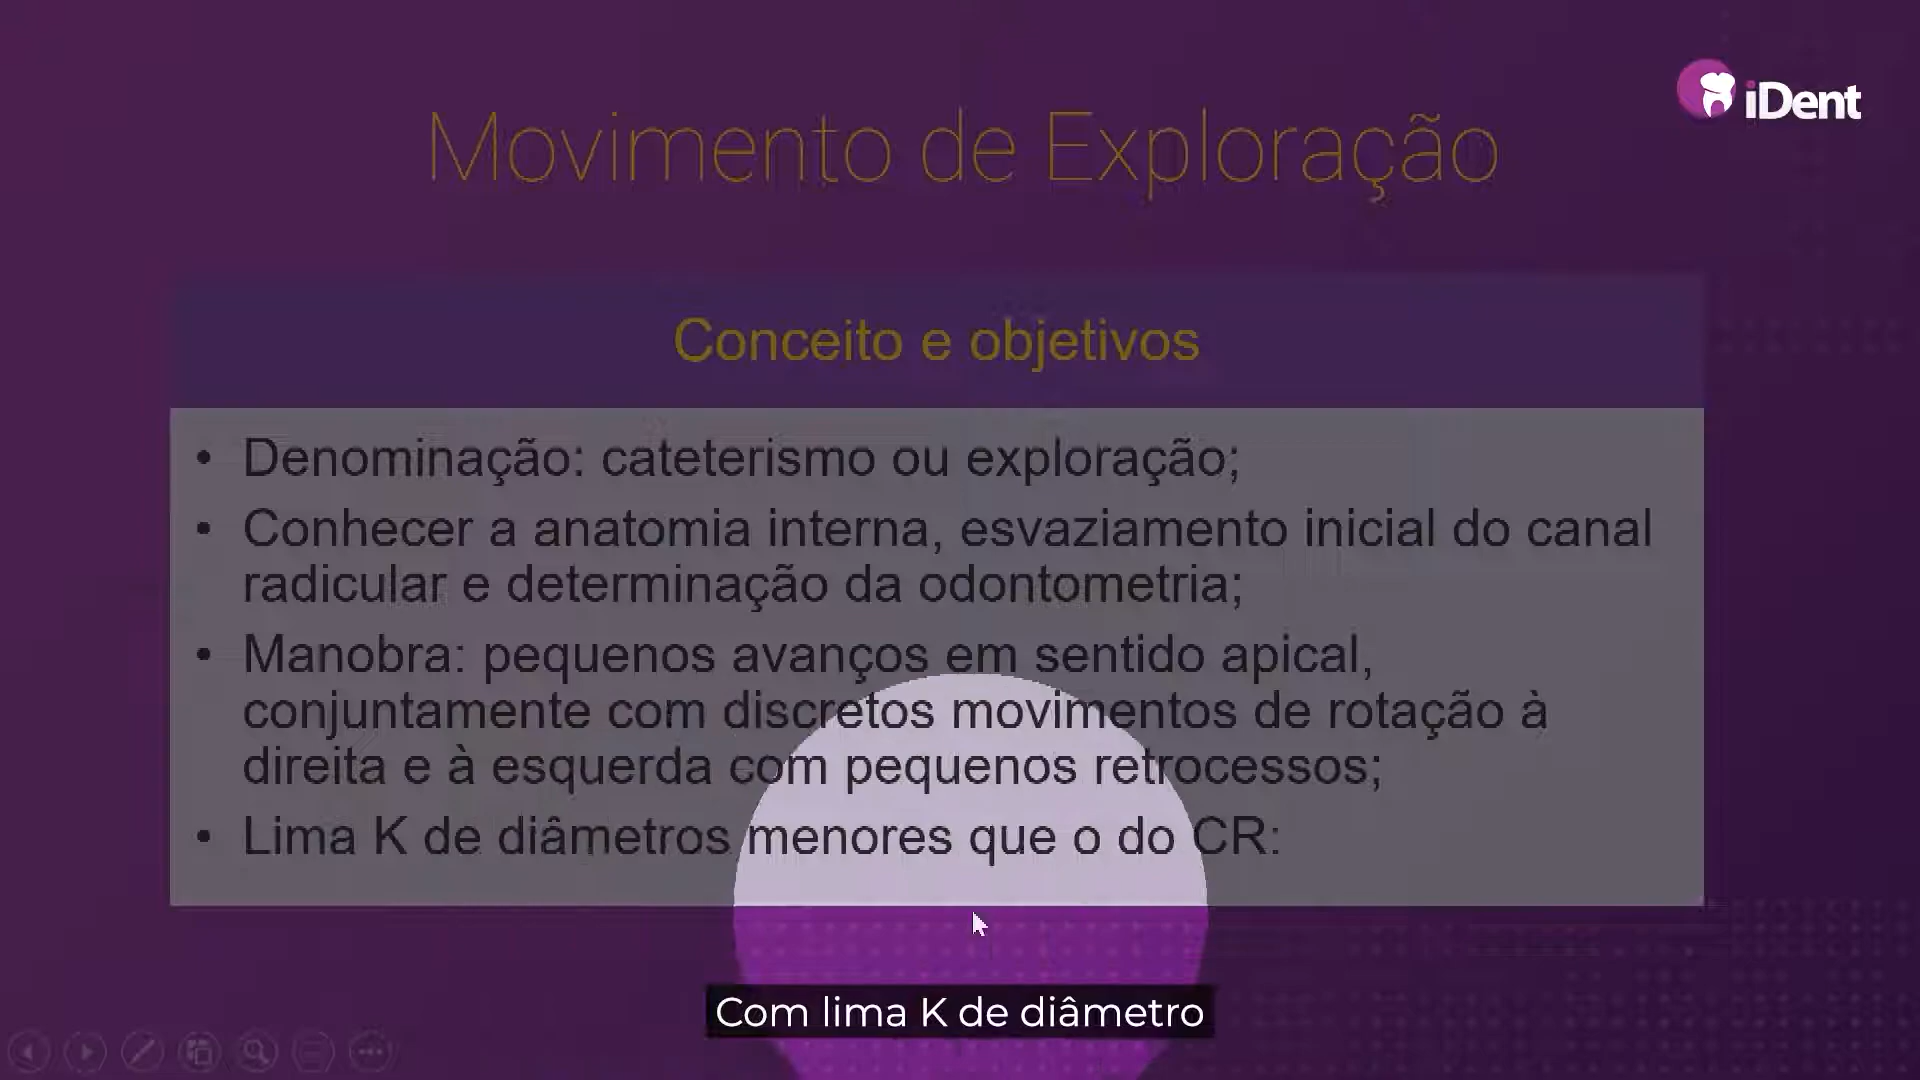 iDent
Movimento de Exploração
Conceito e objetivos
• Denominação: cateterismo ou exploração;
• Conhecer a anatomia interna, esvaziamento inicial do canal
radicular e determinação da odontometria;
• Manobra: pequenos avanços em sentido apical,
conjuntamente com discretos movimentos de rotação à
direita e à esquerda com pequenos retrocessos;
• Lima K de diâmetros menores que o do CR:
Com lima K de diâmetro